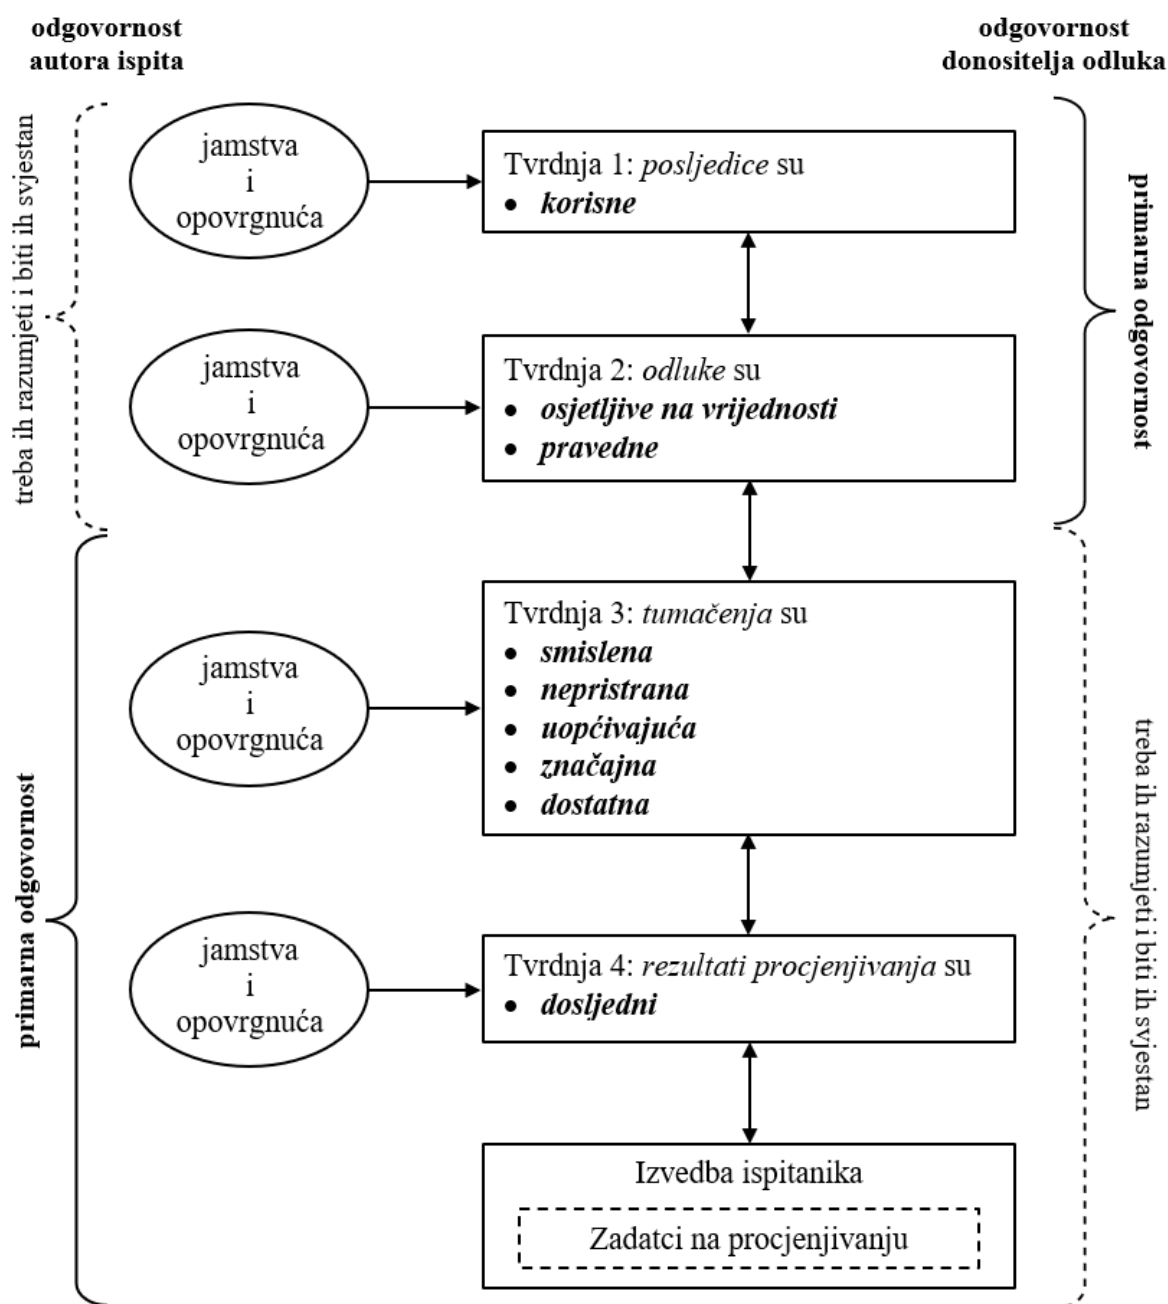 odgovornost
autora ispita
odgovornost
donositelja odluka
treba ih razumjeti i biti ih svjestan
primarna odgovornost
jamstva
i
opovrgnuća
Tvrdnja 1: posljedice su
• korisne
jamstva
i
opovrgnuća
Tvrdnja 2: odluke su
• osjetljive na vrijednosti
• pravedne
primarna odgovornost
treba ih razumjeti i biti ih svjestan
jamstva
i
opovrgnuća
Tvrdnja 3: tumačenja su
• smislena
• nepristrana
• uopćivajuća
• značajna
• dostatna
jamstva
i
opovrgnuća
Tvrdnja 4: rezultati procjenjivanja su
• dosljedni
Izvedba ispitanika
Zadatci na procjenjivanju